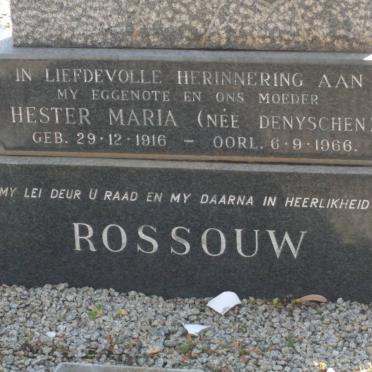 IN LIEFDEVOLLE HERINNERING AAN
MY EGGENOTE EN ONS MOEDER
HESTER MARIA (NÉE DENYSCHEN)
GEB. 29·12·1916 – OORL. 6·9·1966.
MY LEI DEUR U RAAD EN MY DAARNA IN HEERLIKHEID
ROSSOUW